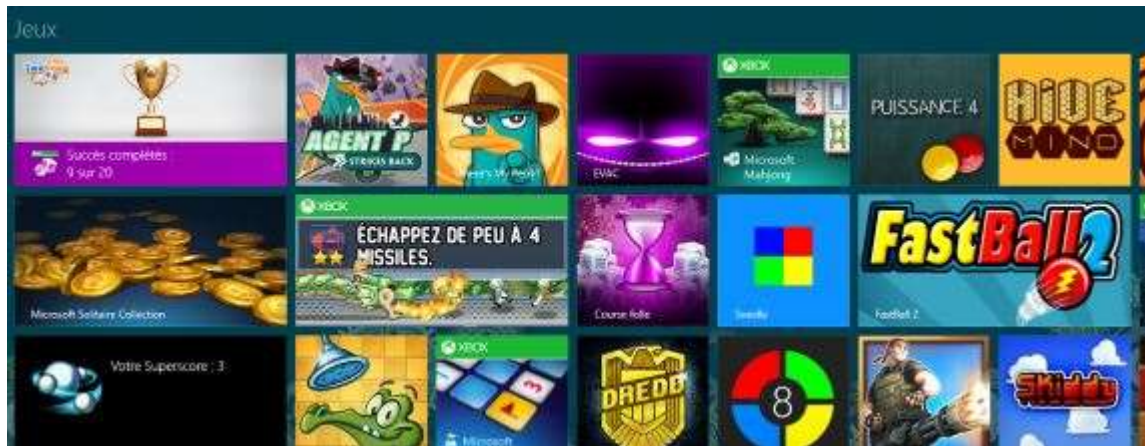 Jeux
Succès complétés
9 sur 20
AGENT P
STRIKES BACK
Where's My Perry?
EVAC
XBOX
Microsoft
Mahjong
PUISSANCE 4
HIVE
MIND
Microsoft Solitaire Collection
XBOX
ÉCHAPPEZ DE PEU À 4
MISSILES.
Course folle
FastBall 2
FastBall 2
Votre Superscore : 3
XBOX
3
Microsoft
DREDD
8
Skiddy